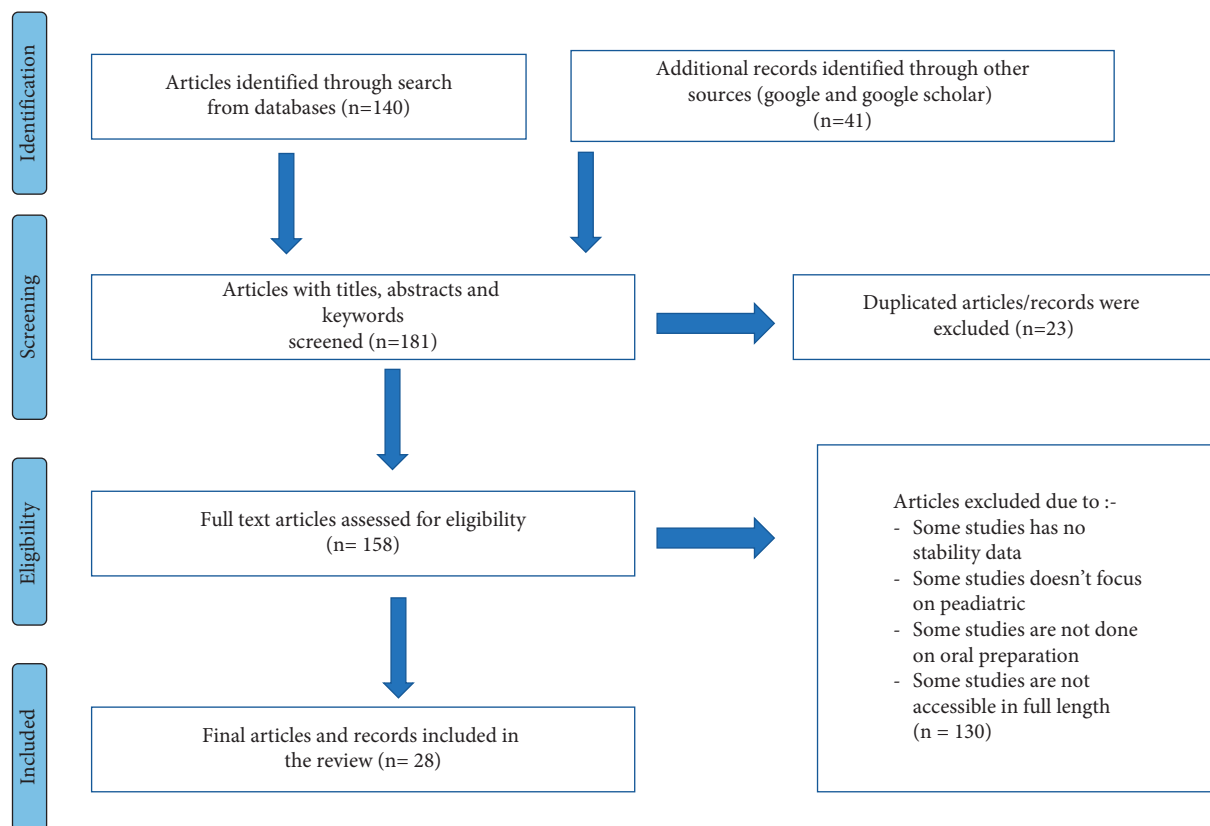 Identification
Articles identified through search
from databases (n=140)
Additional records identified through other
sources (google and google scholar)
(n=41)
Screening
Articles with titles, abstracts and
keywords
screened (n=181)
Duplicated articles/records were
excluded (n=23)
Eligibility
Full text articles assessed for eligibility
(n= 158)
Articles excluded due to :-
- Some studies has no
stability data
- Some studies doesn't focus
on peadiatric
- Some studies are not done
on oral preparation
- Some studies are not
accessible in full length
(n = 130)
Included
Final articles and records included in
the review (n= 28)